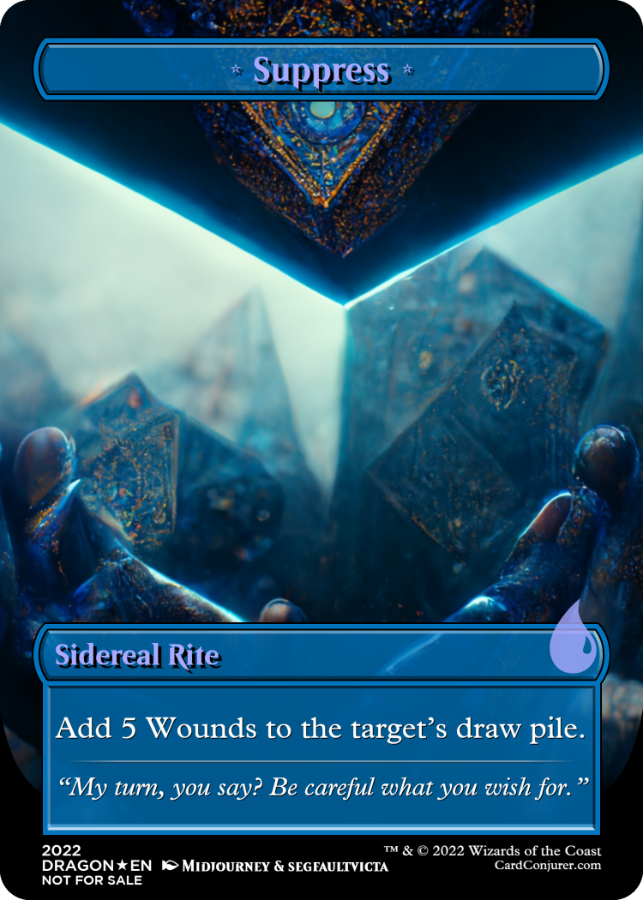 ⋆ Suppress ⋆
Sidereal Rite
Add 5 Wounds to the target’s draw pile.
“My turn, you say? Be careful what you wish for.”
2022
DRAGON★EN MIDJOURNEY & SEGFAULTVICTA
NOT FOR SALE
™ & © 2022 Wizards of the Coast
CardConjurer.com